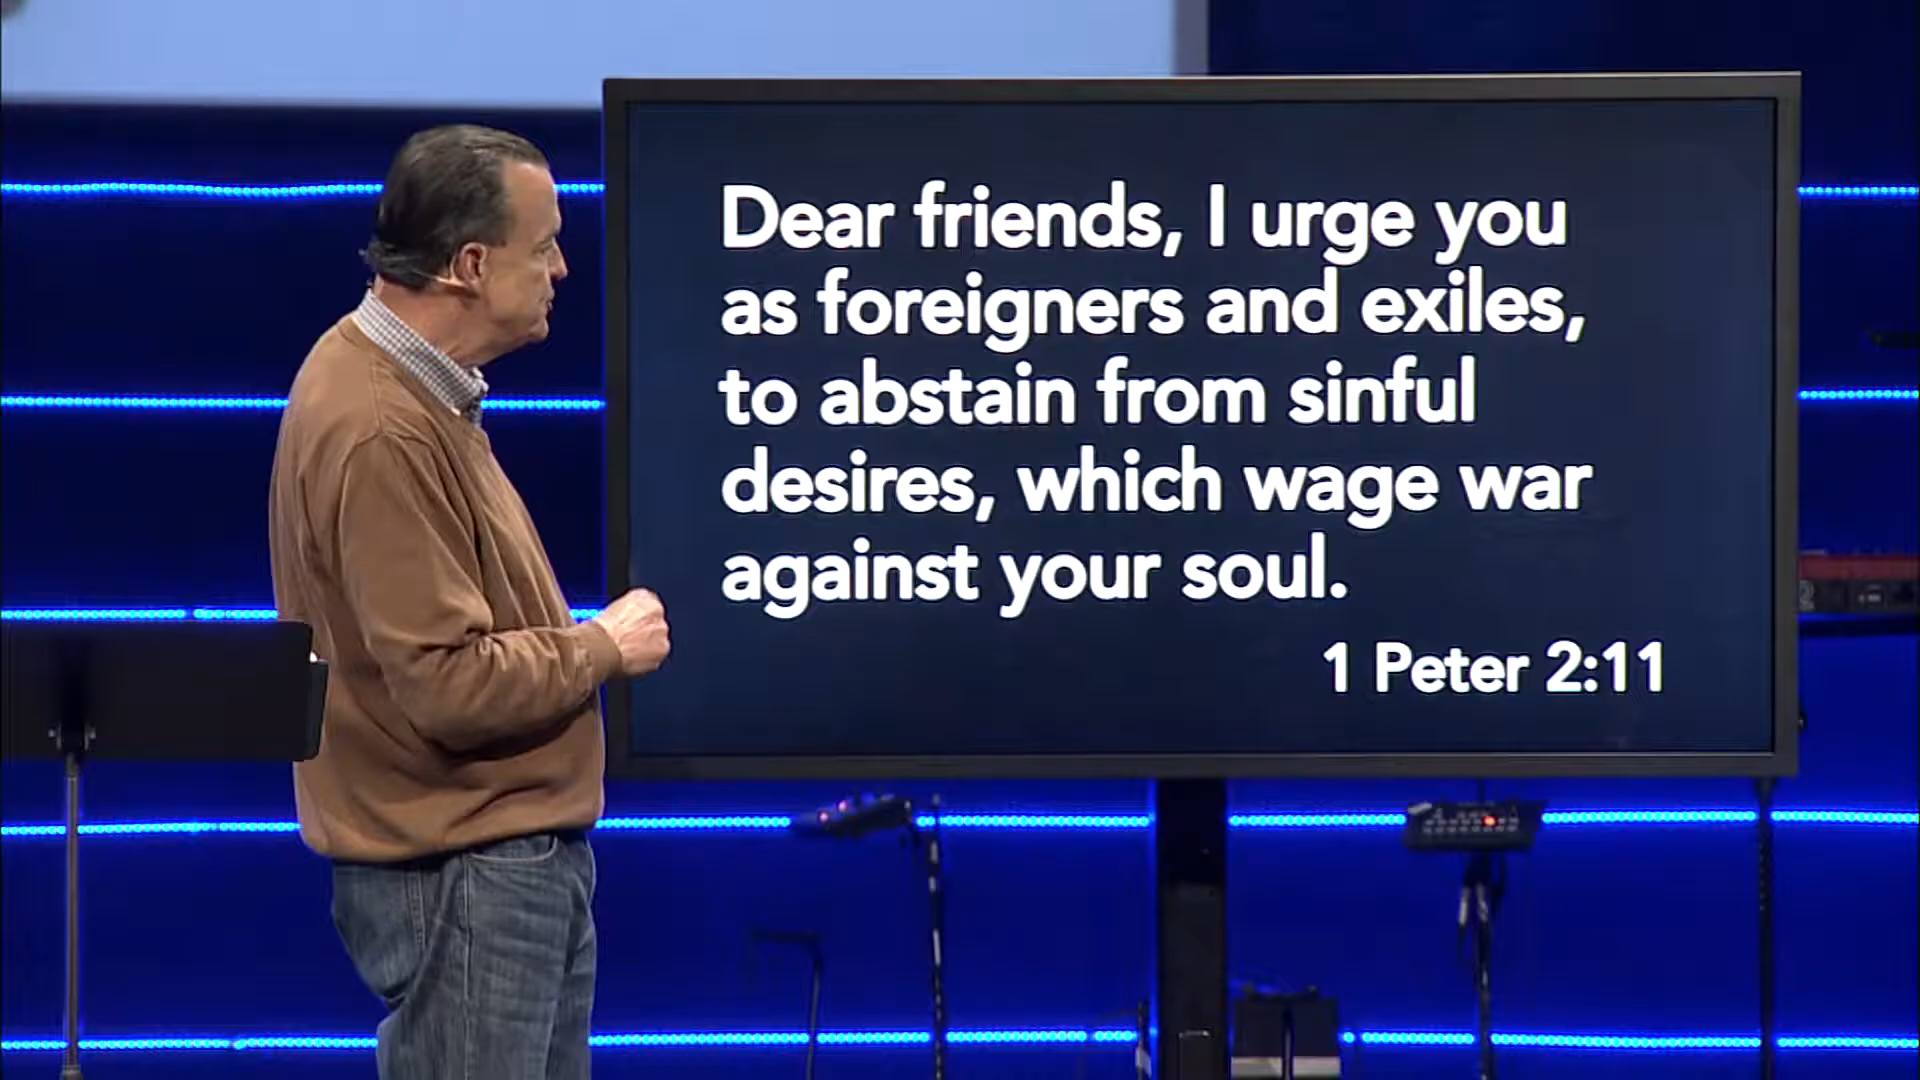 Dear friends, I urge you
as foreigners and exiles,
to abstain from sinful
desires, which wage war
against your soul.
1 Peter 2:11